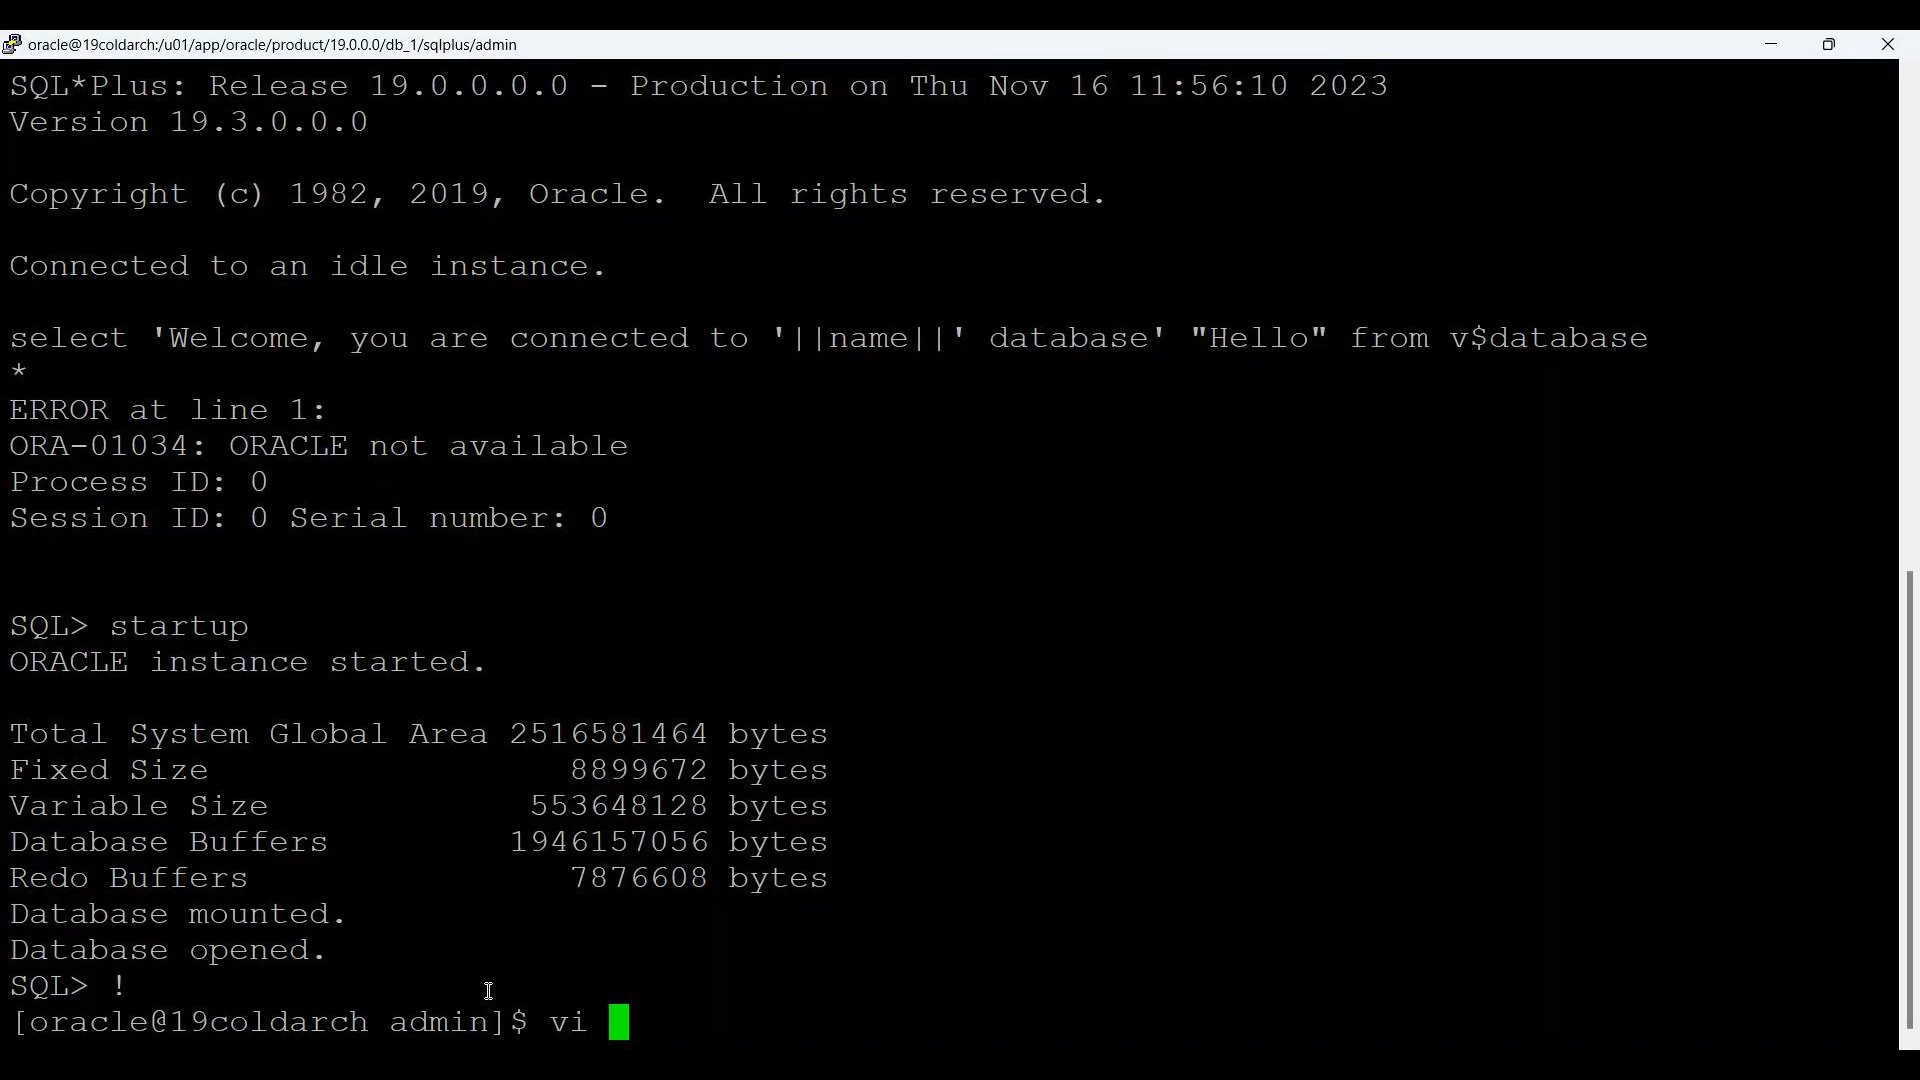 oracle@19coldarch:/u01/app/oracle/product/19.0.0.0/db_1/sqlplus/admin
SQL*Plus: Release 19.0.0.0.0 - Production on Thu Nov 16 11:56:10 2023
Version 19.3.0.0.0
Copyright (c) 1982, 2019, Oracle.  All rights reserved.
Connected to an idle instance.
select 'Welcome, you are connected to '||name||' database' "Hello" from v$database
*
ERROR at line 1:
ORA-01034: ORACLE not available
Process ID: 0
Session ID: 0 Serial number: 0
SQL> startup
ORACLE instance started.
Total System Global Area 2516581464 bytes
Fixed Size                  8899672 bytes
Variable Size             553648128 bytes
Database Buffers         1946157056 bytes
Redo Buffers                7876608 bytes
Database mounted.
Database opened.
SQL> !
[oracle@19coldarch admin]$ vi